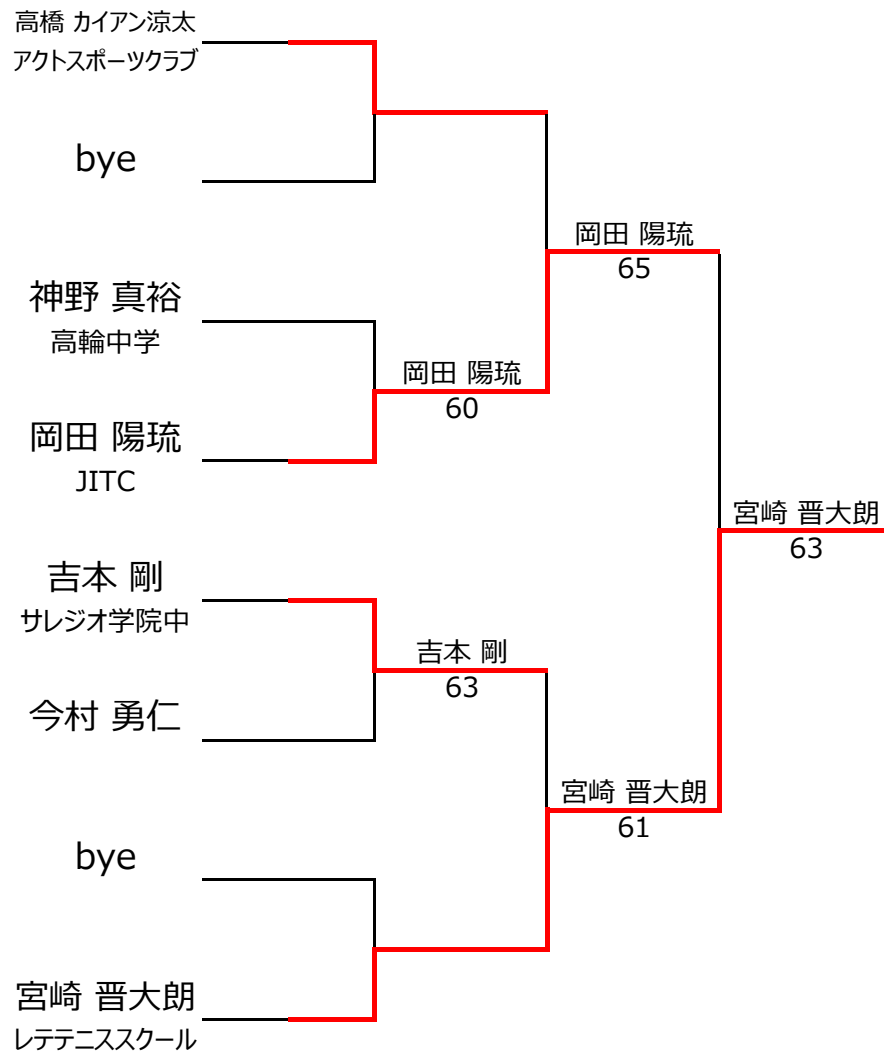 高橋 カイアン涼太
アクトスポーツクラブ
bye
神野 真裕
高輪中学
岡田 陽琉
JITC
吉本 剛
サレジオ学院中
今村 勇仁
bye
宮崎 晋大朗
レテテニススクール
岡田 陽琉
60
吉本 剛
63
岡田 陽琉
65
宮崎 晋大朗
61
宮崎 晋大朗
63